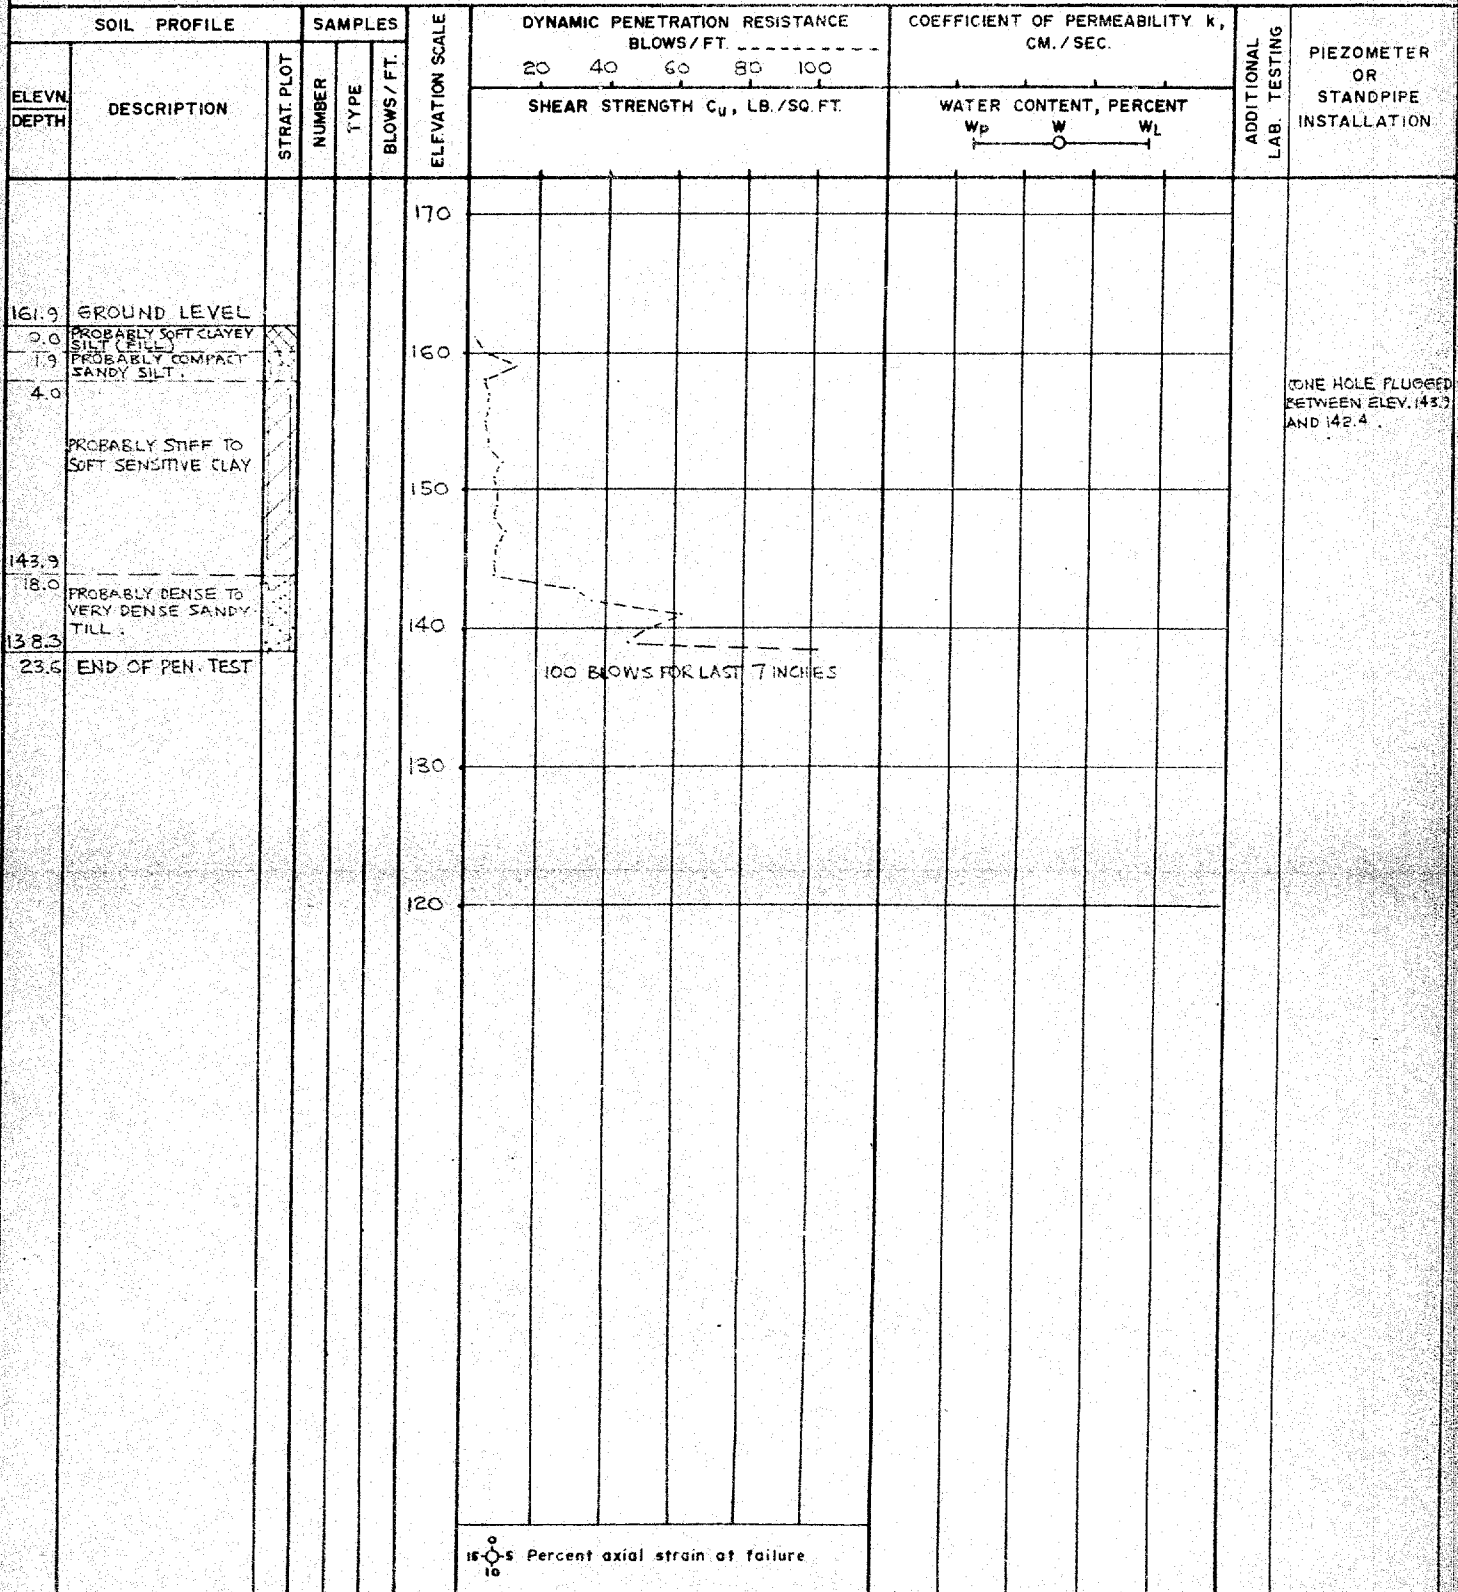 SOIL PROFILE
SAMPLES
ELEVATION SCALE
DYNAMIC PENETRATION RESISTANCE
BLOWS/FT. ----------
20 40 60 80 100
SHEAR STRENGTH Cu, LB./SQ.FT.
COEFFICIENT OF PERMEABILITY k,
CM./SEC.
WATER CONTENT, PERCENT
Wp W WL
ADDITIONAL
LAB. TESTING
PIEZOMETER
OR
STANDPIPE
INSTALLATION
ELEVN.
DEPTH
DESCRIPTION
STRAT. PLOT
NUMBER
TYPE
BLOWS/FT.
170
161.9 GROUND LEVEL
0.0 PROBABLY SOFT CLAYEY
SILT (FILL)
1.9 PROBABLY COMPACT
SANDY SILT.
160
4.0
CONE HOLE PLUGGED
BETWEEN ELEV. 143.9
AND 142.4.
PROBABLY STIFF TO
SOFT SENSITIVE CLAY
150
143.9
18.0
PROBABLY DENSE TO
VERY DENSE SANDY
TILL.
140
138.3
23.6 END OF PEN. TEST
100 BLOWS FOR LAST 7 INCHES
130
120
0
15 5 Percent axial strain at failure
10